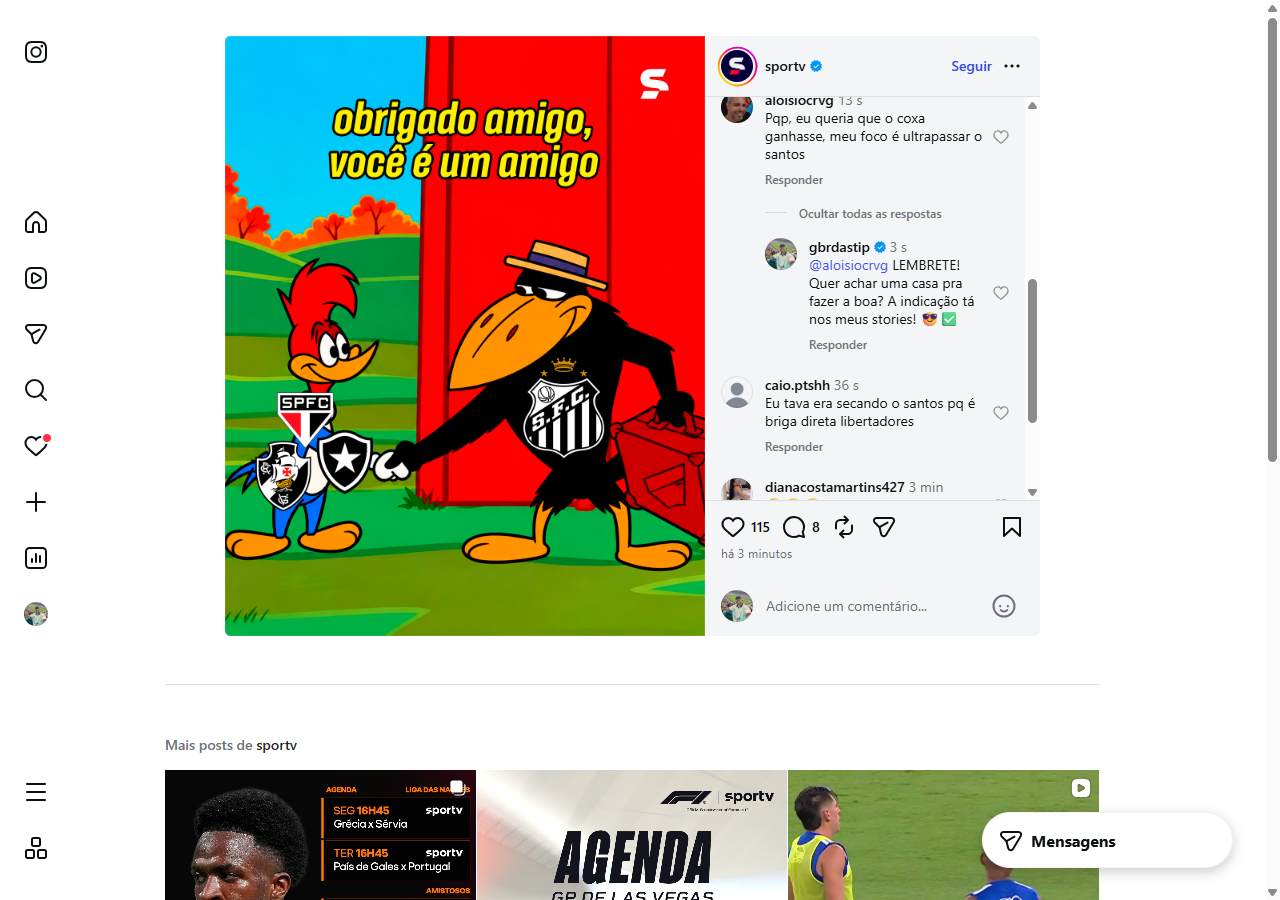 obrigado amigo,
você é um amigo
SPFC
S.F.C.
sportv
Seguir
aloisiocrvg 13 s
Pqp, eu queria que o coxa
ganhasse, meu foco é ultrapassar o
santos
Responder
Ocultar todas as respostas
gbrdastip 3 s
@aloisiocrvg LEMBRETE!
Quer achar uma casa pra
fazer a boa? A indicação tá
nos meus stories! 😎 ✅
Responder
caio.ptshh 36 s
Eu tava era secando o santos pq é
briga direta libertadores
Responder
dianacostamartins427 3 min
115
8
há 3 minutos
Adicione um comentário...
Mais posts de sportv
AGENDA
LIGA DAS NA
SEG 16H45
sportv
Grécia x Sérvia
TER 16H45
sportv
País de Gales x Portugal
AMISTOSOS
F1
sportv
AGENDA
GP DE LAS VEGAS
Mensagens